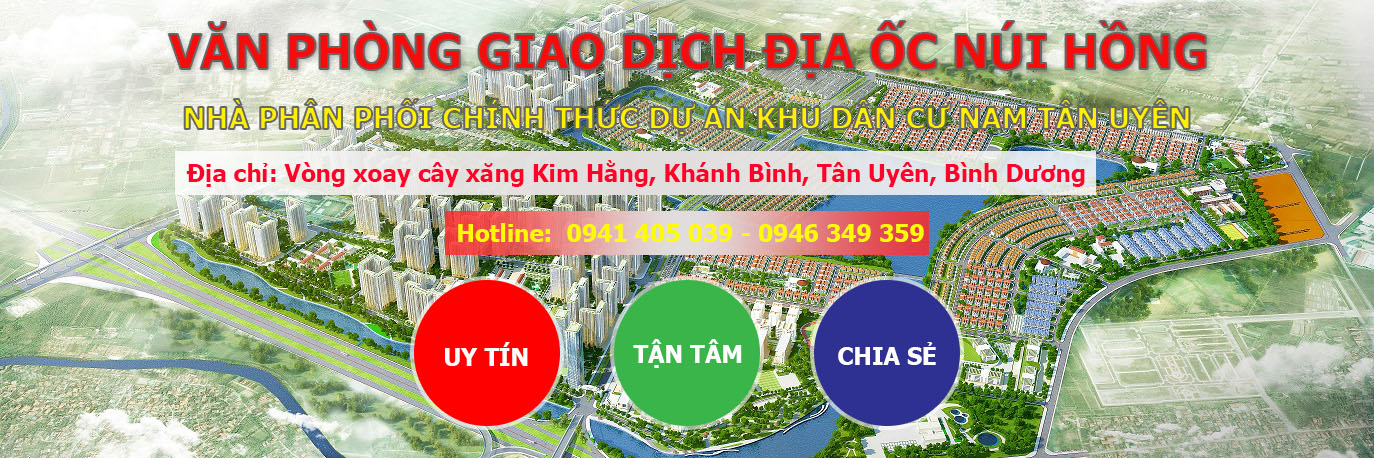 VĂN PHÒNG GIAO DỊCH ĐỊA ỐC NÚI HỒNG
NHÀ PHÂN PHỐI CHÍNH THỨC DỰ ÁN KHU DÂN CƯ NAM TÂN UYÊN
Địa chỉ: Vòng xoay cây xăng Kim Hằng, Khánh Bình, Tân Uyên, Bình Dương
Hotline: 0941 405 039 - 0946 349 359
UY TÍN
TẬN TÂM
CHIA SẺ